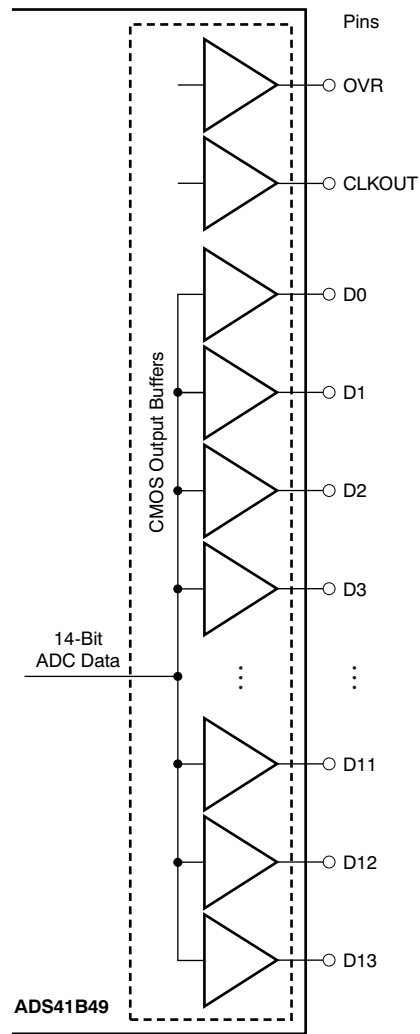 Pins
OVR
CLKOUT
D0
CMOS Output Buffers
D1
D2
D3
14-Bit
ADC Data
D11
D12
D13
ADS41B49